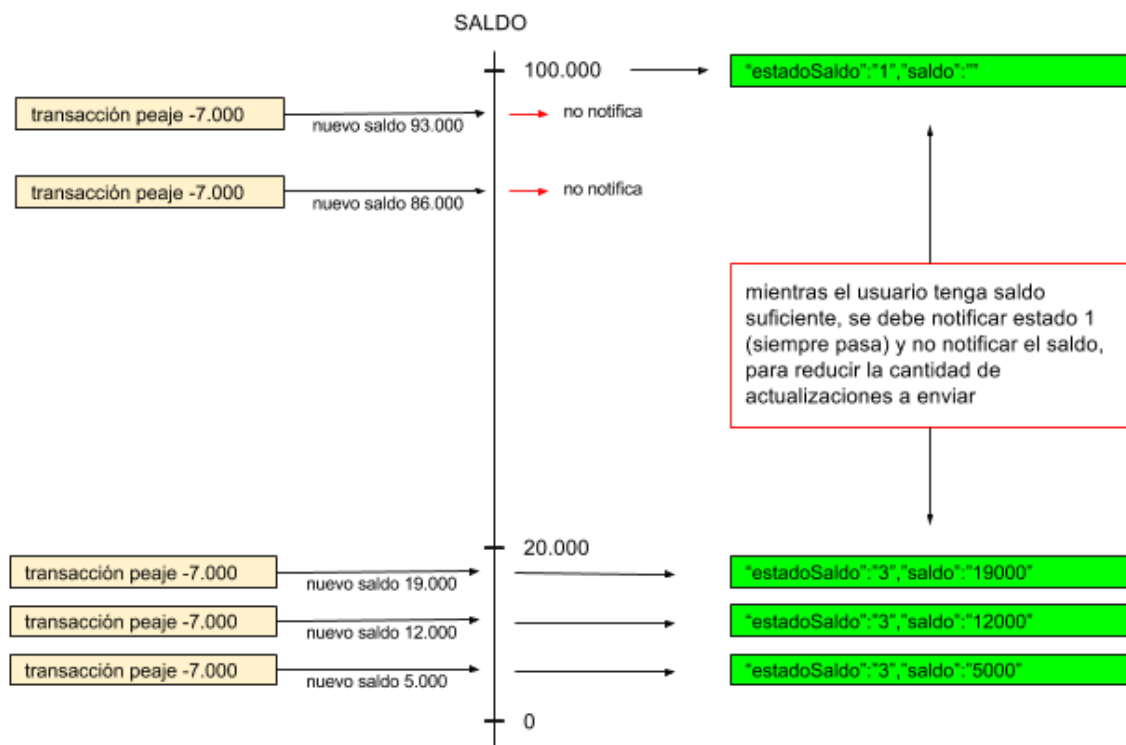 SALDO
100.000
"estadoSaldo":"1","saldo":""
transacción peaje -7.000
nuevo saldo 93.000
no notifica
transacción peaje -7.000
nuevo saldo 86.000
no notifica
mientras el usuario tenga saldo
suficiente, se debe notificar estado 1
(siempre pasa) y no notificar el saldo,
para reducir la cantidad de
actualizaciones a enviar
20.000
transacción peaje -7.000
nuevo saldo 19.000
"estadoSaldo":"3","saldo":"19000"
transacción peaje -7.000
nuevo saldo 12.000
"estadoSaldo":"3","saldo":"12000"
transacción peaje -7.000
nuevo saldo 5.000
"estadoSaldo":"3","saldo":"5000"
0